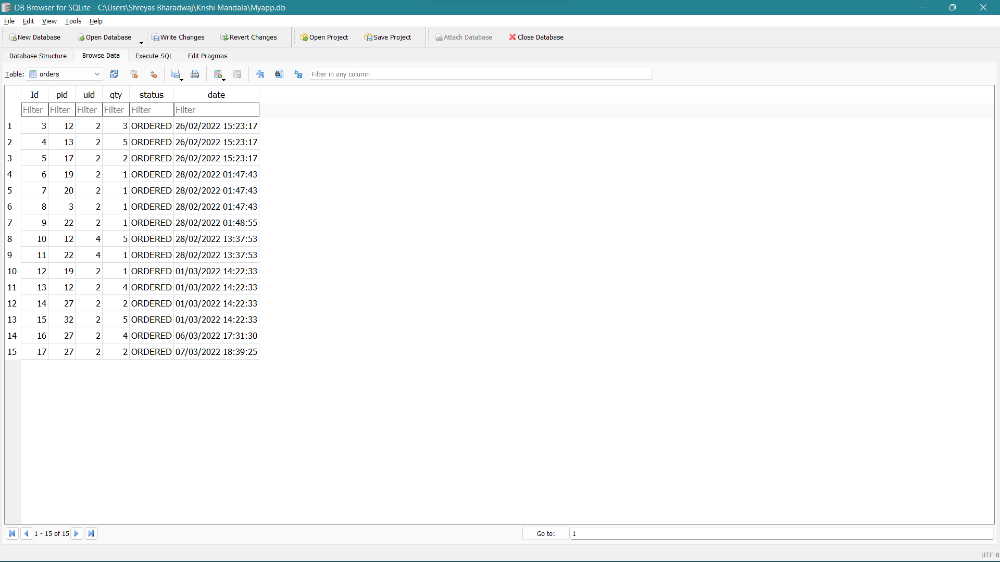 DB Browser for SQLite - C:\Users\Shreyas Bharadwaj\Krishi Mandala\Myapp.db
File Edit View Tools Help
New Database Open Database Write Changes Revert Changes Open Project Save Project Attach Database Close Database
Database Structure Browse Data Execute SQL Edit Pragmas
Table: orders Filter in any column
Id pid uid qty status date
Filter Filter Filter Filter Filter Filter
1 3 12 2 3 ORDERED 26/02/2022 15:23:17
2 4 13 2 5 ORDERED 26/02/2022 15:23:17
3 5 17 2 2 ORDERED 26/02/2022 15:23:17
4 6 19 2 1 ORDERED 28/02/2022 01:47:43
5 7 20 2 1 ORDERED 28/02/2022 01:47:43
6 8 3 2 1 ORDERED 28/02/2022 01:47:43
7 9 22 2 1 ORDERED 28/02/2022 01:48:55
8 10 12 4 5 ORDERED 28/02/2022 13:37:53
9 11 22 4 1 ORDERED 28/02/2022 13:37:53
10 12 19 2 1 ORDERED 01/03/2022 14:22:33
11 13 12 2 4 ORDERED 01/03/2022 14:22:33
12 14 27 2 2 ORDERED 01/03/2022 14:22:33
13 15 32 2 5 ORDERED 01/03/2022 14:22:33
14 16 27 2 4 ORDERED 06/03/2022 17:31:30
15 17 27 2 2 ORDERED 07/03/2022 18:39:25
1 - 15 of 15 Go to: 1
UTF-8